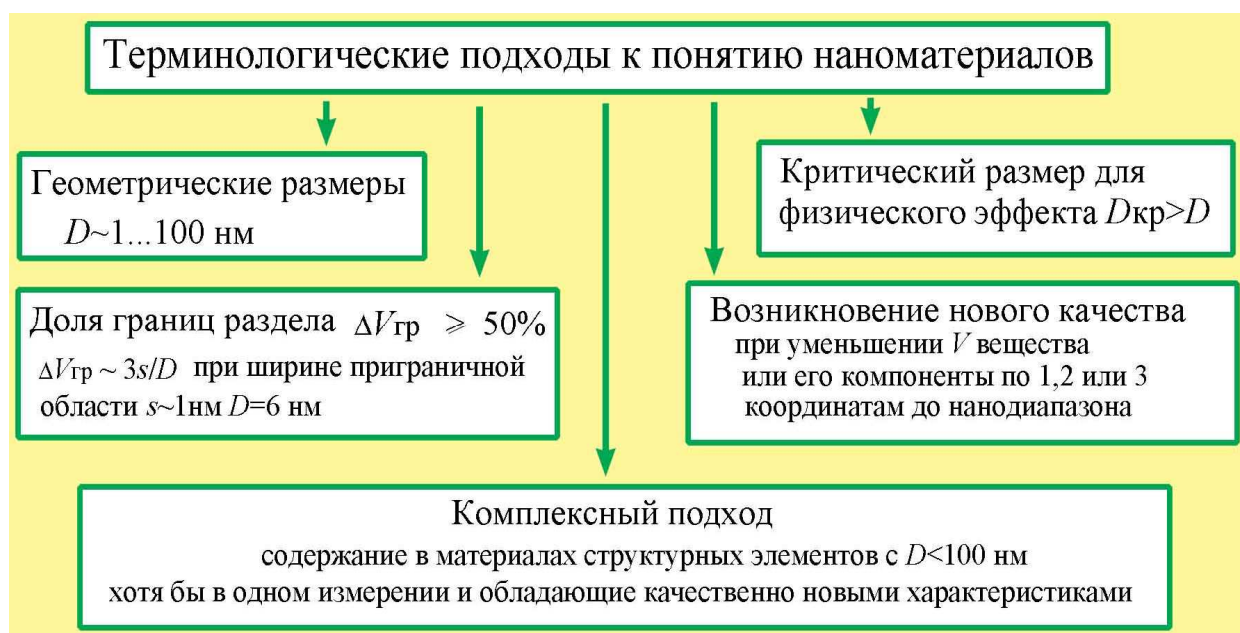 Терминологические подходы к понятию наноматериалов
Геометрические размеры
D~1...100 нм
Критический размер для
физического эффекта Dкр>D
Доля границ раздела ΔVгр ⩾ 50%
ΔVгр ~ 3s/D при ширине приграничной
области s~1нм D=6 нм
Возникновение нового качества
при уменьшении V вещества
или его компоненты по 1,2 или 3
координатам до нанодиапазона
Комплексный подход
содержание в материалах структурных элементов с D<100 нм
хотя бы в одном измерении и обладающие качественно новыми характеристиками